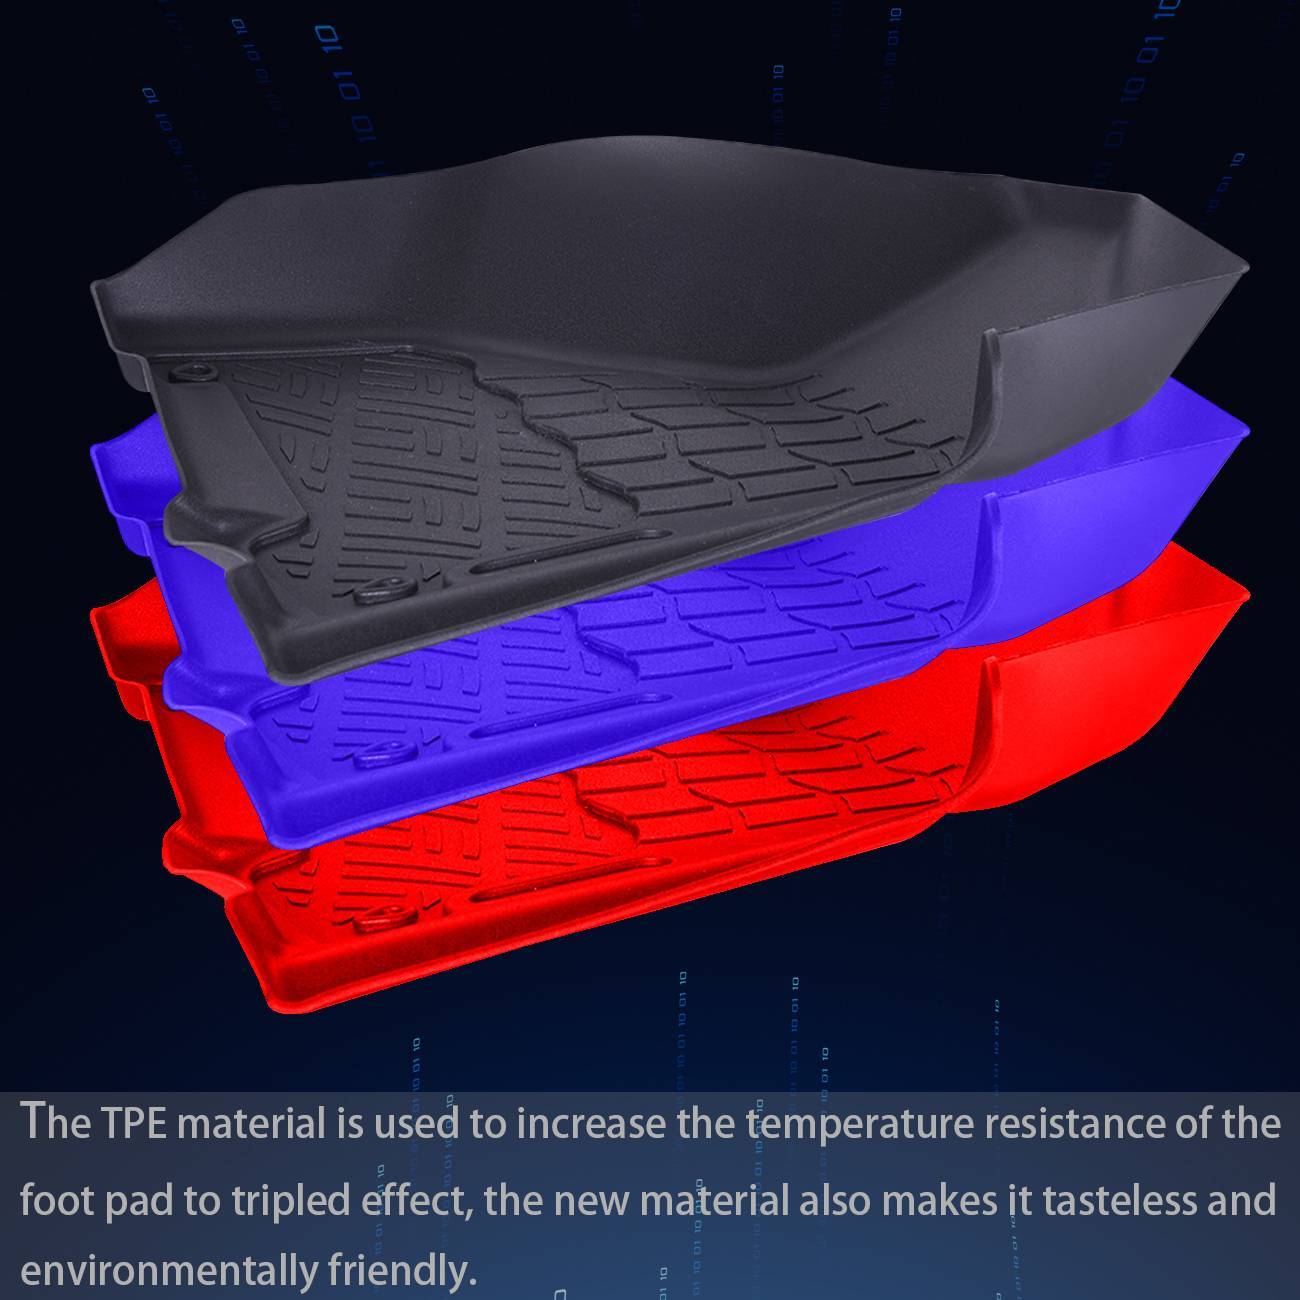 The TPE material is used to increase the temperature resistance of the
foot pad to tripled effect, the new material also makes it tasteless and
environmentally friendly.